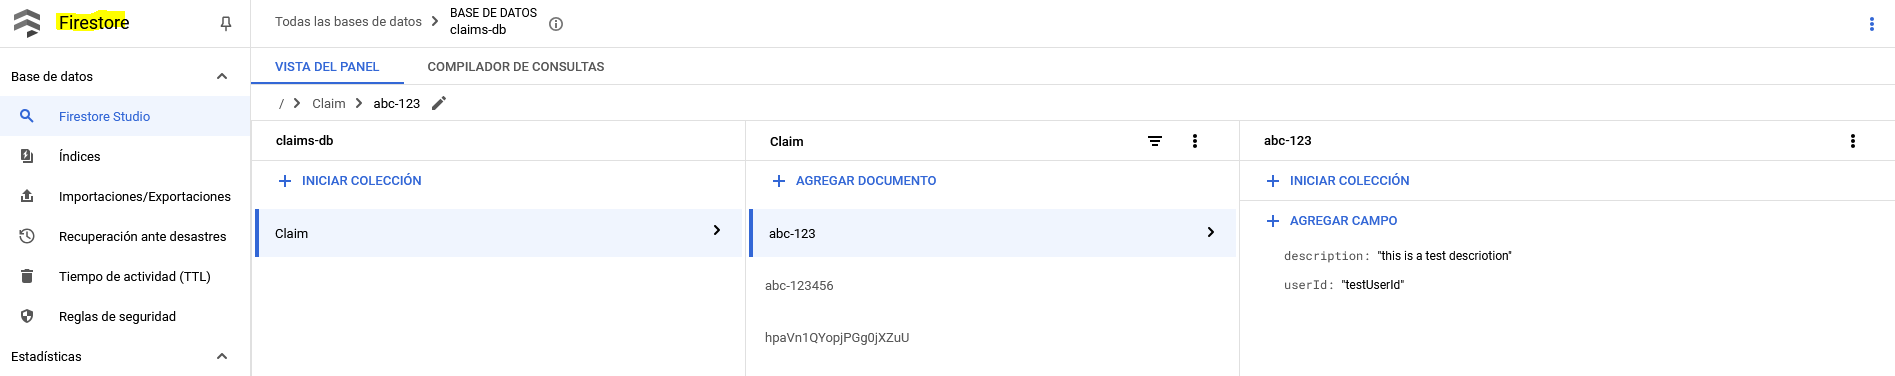 Firestore
Todas las bases de datos
BASE DE DATOS
claims-db
Base de datos
Firestore Studio
Índices
Importaciones/Exportaciones
Recuperación ante desastres
Tiempo de actividad (TTL)
Reglas de seguridad
Estadísticas
VISTA DEL PANEL
COMPILADOR DE CONSULTAS
/ > Claim > abc-123
claims-db
INICIAR COLECCIÓN
Claim
Claim
AGREGAR DOCUMENTO
abc-123
abc-123456
hpaVn1QYopjPGg0jXZuU
abc-123
INICIAR COLECCIÓN
AGREGAR CAMPO
description: "this is a test descriotion"
userId: "testUserId"